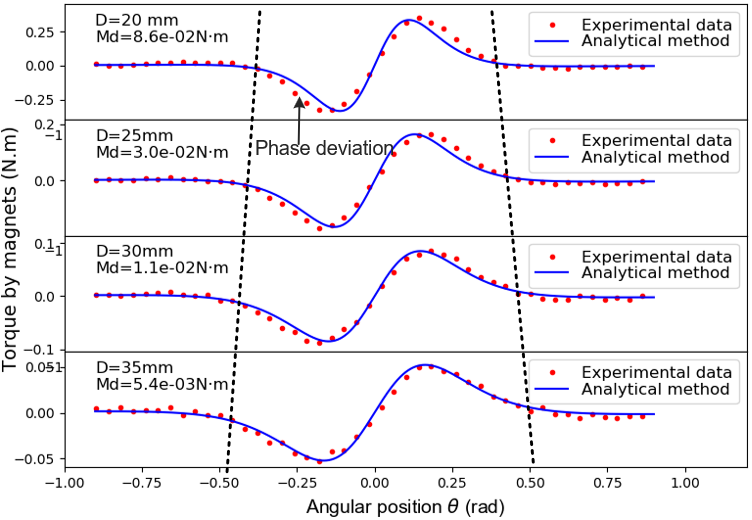 D=20 mm
Md=8.6e-02N·m
Experimental data
Analytical method
0.25
0.00
−0.25
Phase deviation
0.2
−1
D=25mm
Md=3.0e-02N·m
Experimental data
Analytical method
0.0
0.1
−1
D=30mm
Md=1.1e-02N·m
Experimental data
Analytical method
0.0
−0.1
D=35mm
Md=5.4e-03N·m
Experimental data
Analytical method
0.00
−0.05
Torque by magnets (N.m)
−1.00 −0.75 −0.50 −0.25 0.00 0.25 0.50 0.75 1.00
Angular position θ (rad)